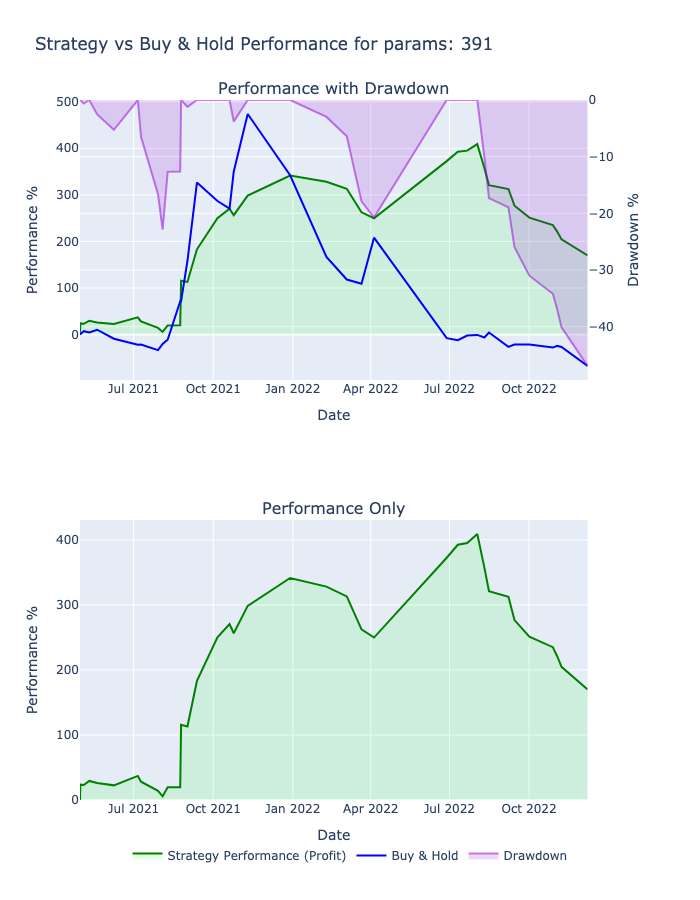 Strategy vs Buy & Hold Performance for params: 391
Performance with Drawdown
500
400
300
200
100
0
Performance %
0
−10
−20
−30
−40
Drawdown %
Jul 2021 Oct 2021 Jan 2022 Apr 2022 Jul 2022 Oct 2022
Date
Performance Only
400
300
200
100
0
Performance %
Jul 2021 Oct 2021 Jan 2022 Apr 2022 Jul 2022 Oct 2022
Date
Strategy Performance (Profit) Buy & Hold Drawdown